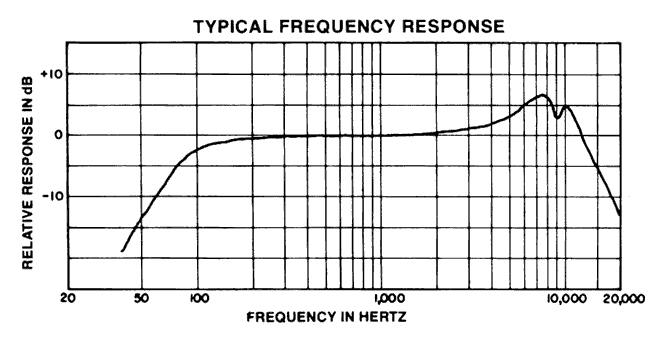 TYPICAL FREQUENCY RESPONSE
RELATIVE RESPONSE IN dB
+10
0
-10
20 50 100 1,000 10,000 20,000
FREQUENCY IN HERTZ